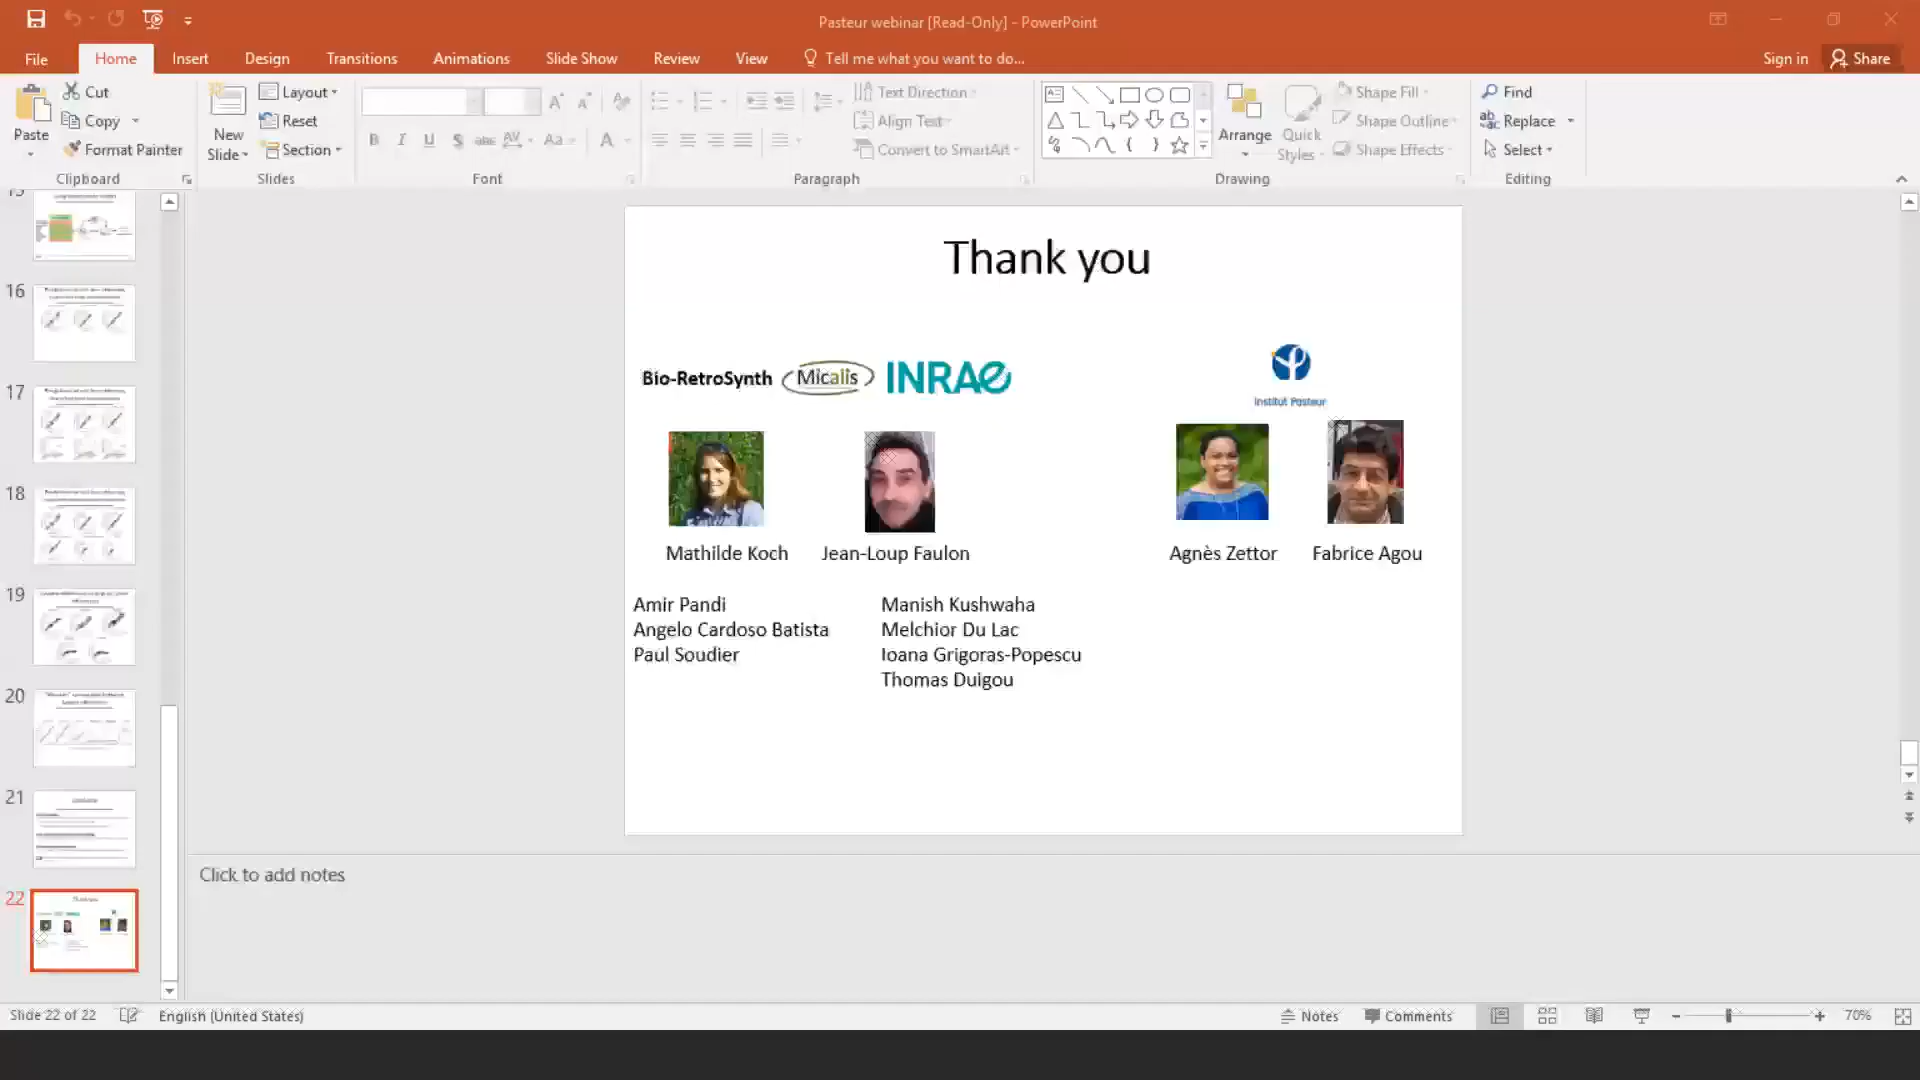 Pasteur webinar [Read-Only] - PowerPoint
File Home Insert Design Transitions Animations Slide Show Review View Tell me what you want to do... Sign in Share
Paste
Cut
Copy
Format Painter
Clipboard
New Slide
Layout
Reset
Section
Slides
Font
Text Direction
Align Text
Convert to SmartArt
Paragraph
Arrange
Quick Styles
Shape Fill
Shape Outline
Shape Effects
Drawing
Find
Replace
Select
Editing
16
17
18
19
20
21
22
Thank you
Bio-RetroSynth Micalis INRAE
Institut Pasteur
Mathilde Koch Jean-Loup Faulon Agnès Zettor Fabrice Agou
Amir Pandi
Angelo Cardoso Batista
Paul Soudier
Manish Kushwaha
Melchior Du Lac
Ioana Grigoras-Popescu
Thomas Duigou
Click to add notes
Slide 22 of 22 English (United States) Notes Comments 70%